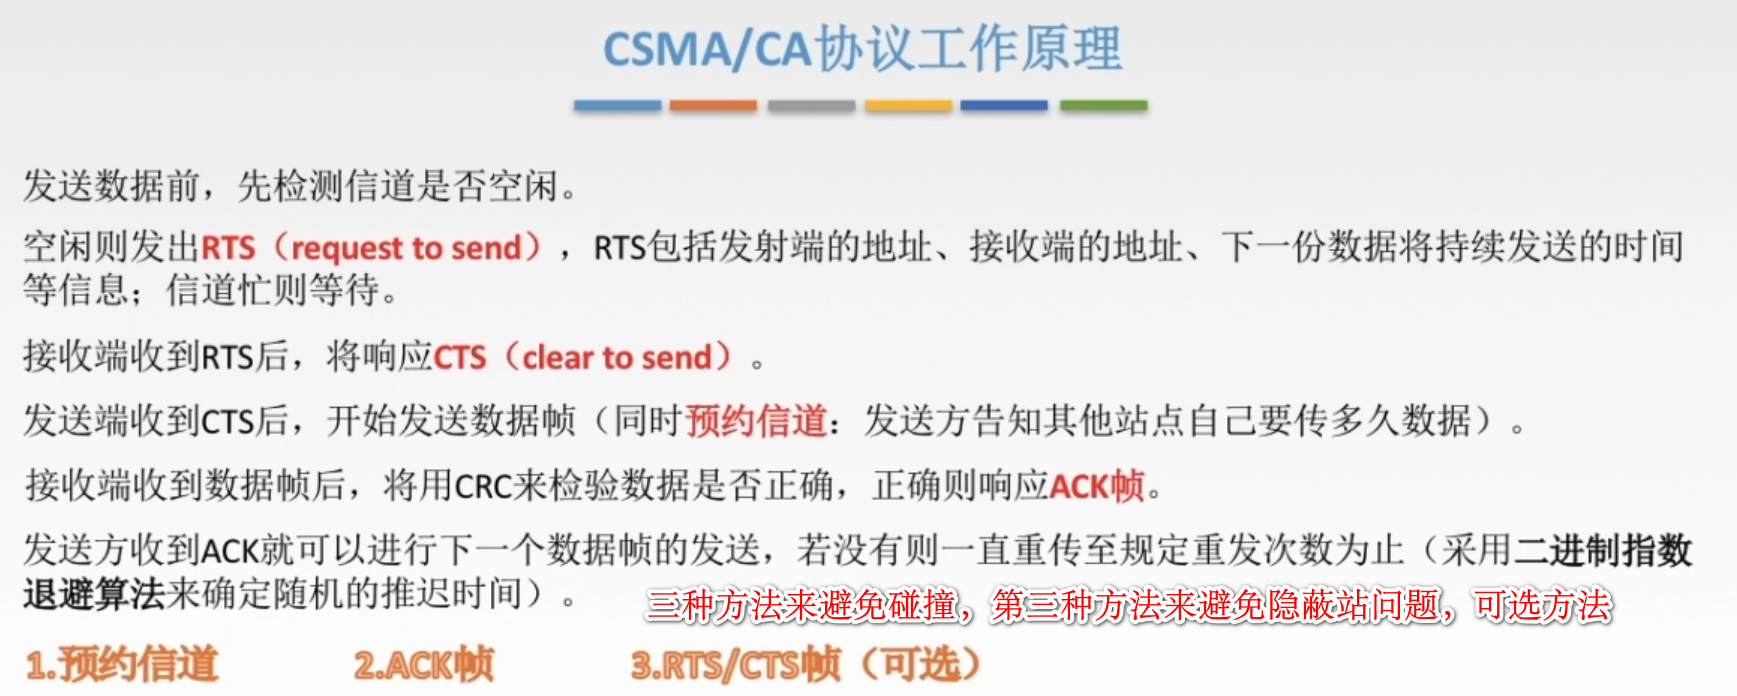 CSMA/CA协议工作原理
发送数据前，先检测信道是否空闲。
空闲则发出RTS（request to send），RTS包括发射端的地址、接收端的地址、下一份数据将持续发送的时间
等信息；信道忙则等待。
接收端收到RTS后，将响应CTS（clear to send）。
发送端收到CTS后，开始发送数据帧（同时预约信道：发送方告知其他站点自己要传多久数据）。
接收端收到数据帧后，将用CRC来检验数据是否正确，正确则响应ACK帧。
发送方收到ACK就可以进行下一个数据帧的发送，若没有则一直重传至规定重发次数为止（采用二进制指数
退避算法来确定随机的推迟时间）。
三种方法来避免碰撞，第三种方法来避免隐蔽站问题，可选方法
1.预约信道 2.ACK帧 3.RTS/CTS帧（可选）